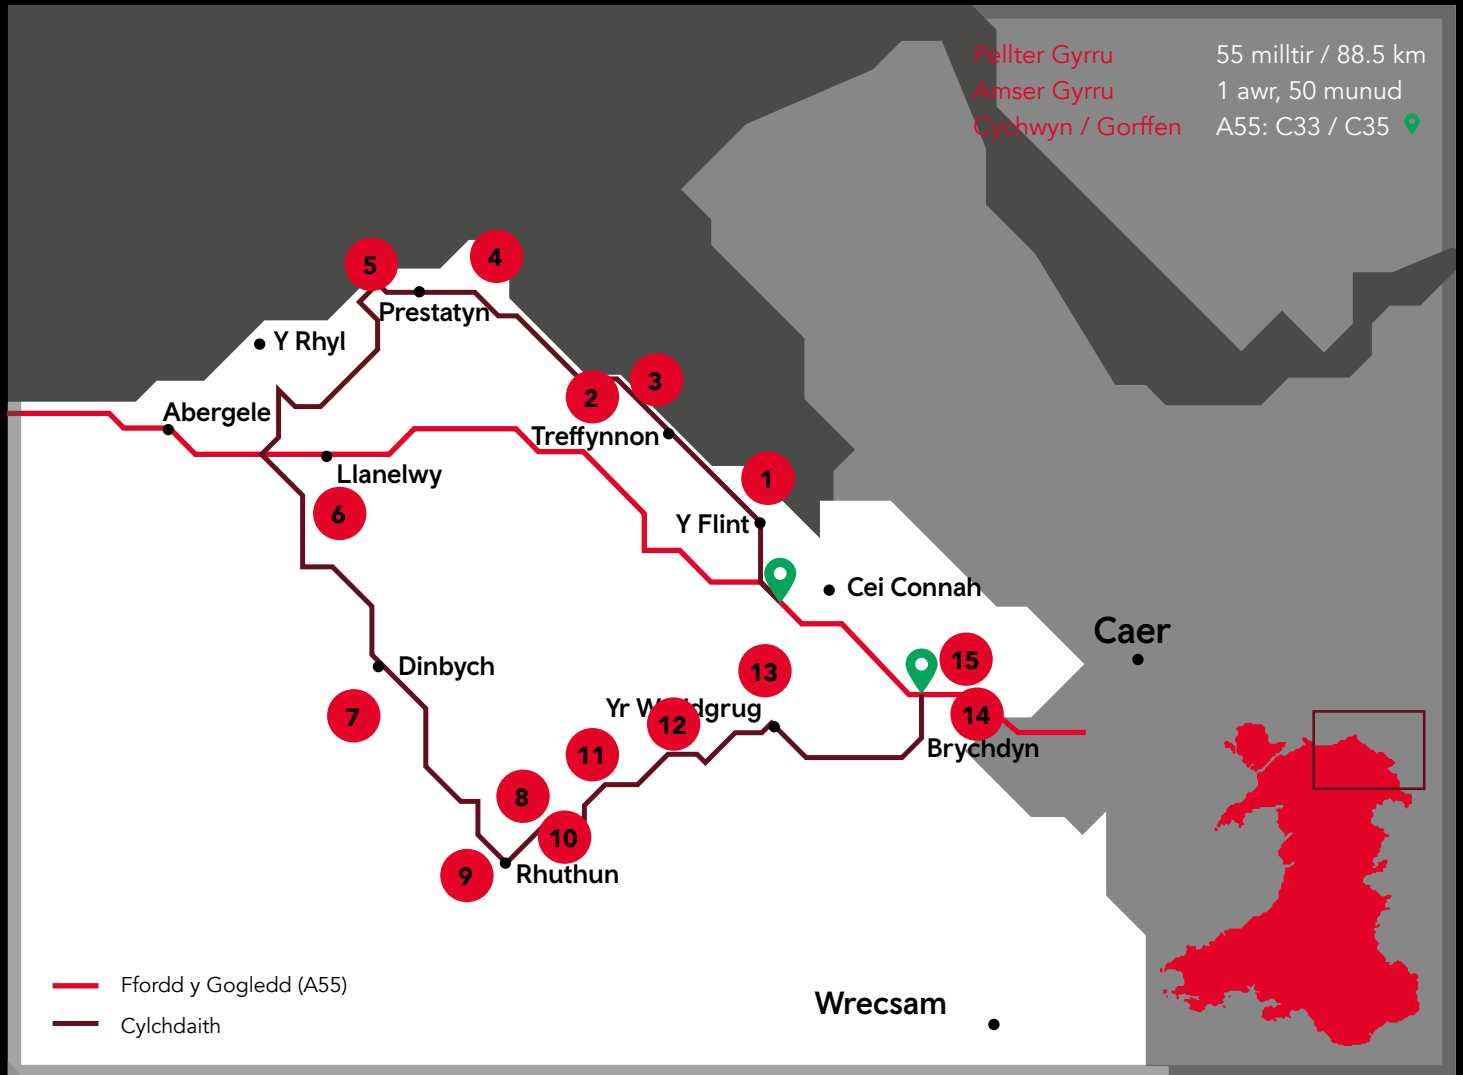 Pellter Gyrru 55 milltir / 88.5 km
Amser Gyrru 1 awr, 50 munud
Cychwyn / Gorffen A55: C33 / C35
4
5
Prestatyn
Y Rhyl
3
2
Abergele
Treffynnon
Llanelwy
1
6
Y Flint
Cei Connah
Caer
15
Dinbych
13
7
Yr
12
14
Brychdyn
11
8
10
9
Rhuthun
Ffordd y Gogledd (A55)
Cylchdaith
Wrecsam